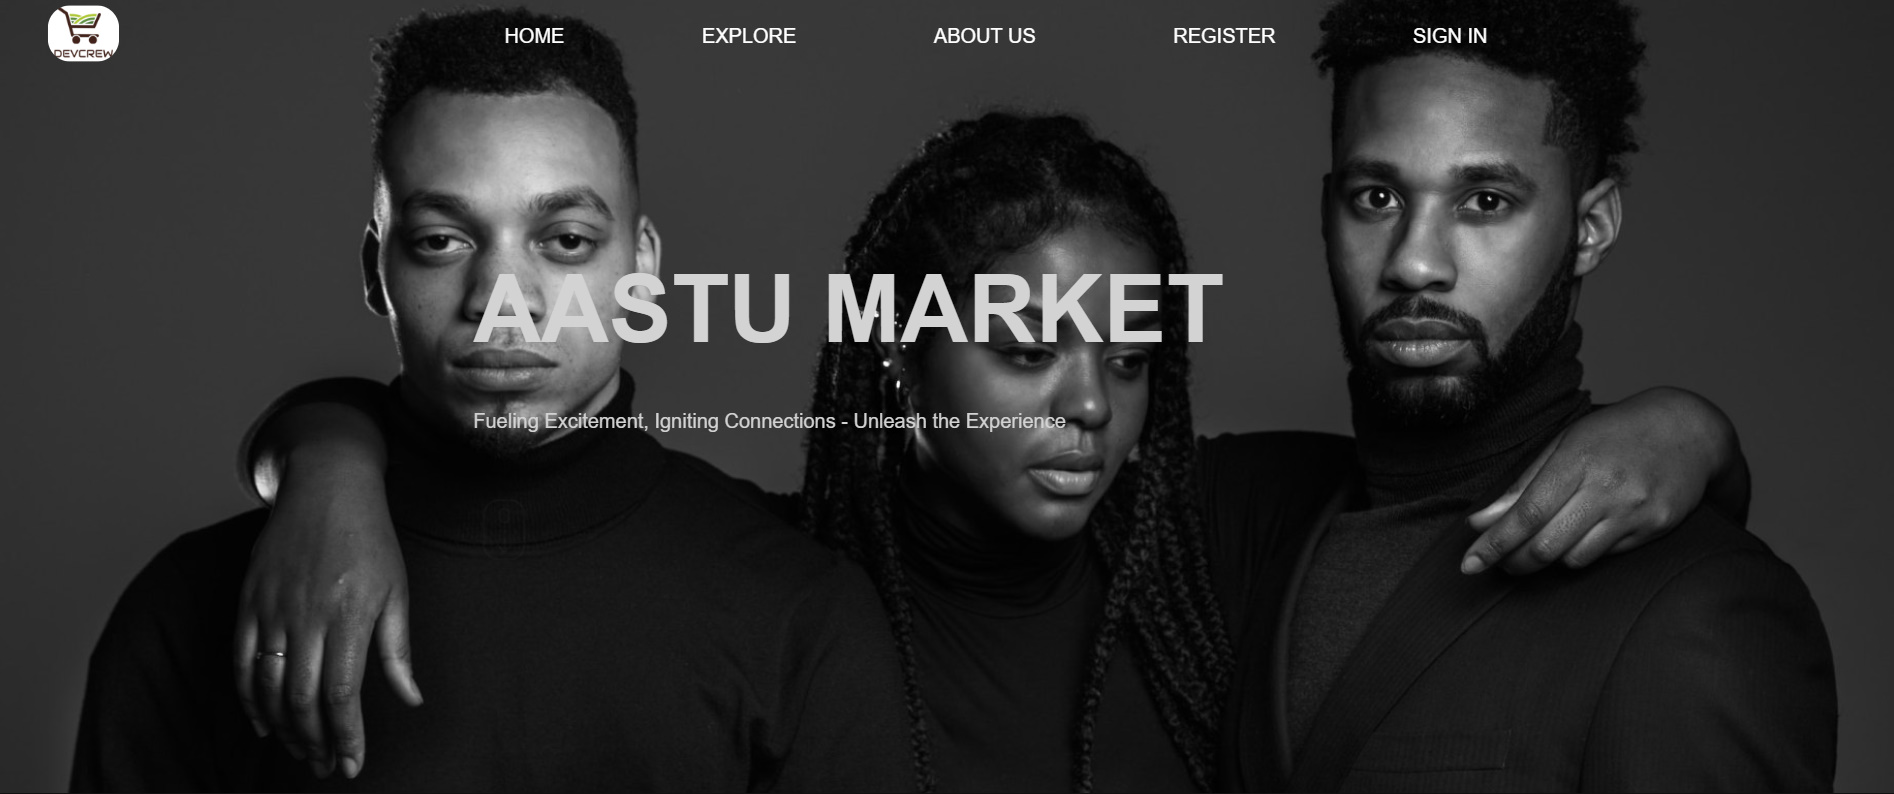 DEVCREW
HOME EXPLORE ABOUT US REGISTER SIGN IN
AASTU MARKET
Fueling Excitement, Igniting Connections - Unleash the Experience